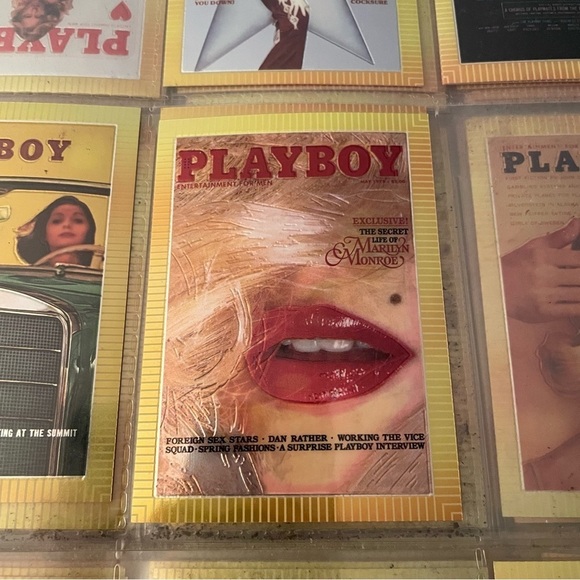 PLAYB
YOU DOWN!
COCKSURE
BOY
ING AT THE SUMMIT
PLAYBOY
ENTERTAINMENT FOR MEN
EXCLUSIVE!
THE SECRET
LIFE OF
MARILYN
MONROE
FOREIGN SEX STARS · DAN RATHER · WORKING THE VICE
SQUAD · SPRING FASHIONS · A SURPRISE PLAYBOY INTERVIEW
PLA